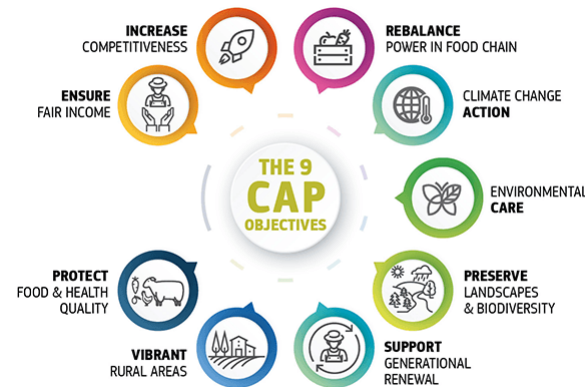 INCREASE
COMPETITIVENESS
REBALANCE
POWER IN FOOD CHAIN
ENSURE
FAIR INCOME
CLIMATE CHANGE
ACTION
THE 9
CAP
OBJECTIVES
ENVIRONMENTAL
CARE
PROTECT
FOOD & HEALTH
QUALITY
PRESERVE
LANDSCAPES
& BIODIVERSITY
VIBRANT
RURAL AREAS
SUPPORT
GENERATIONAL
RENEWAL